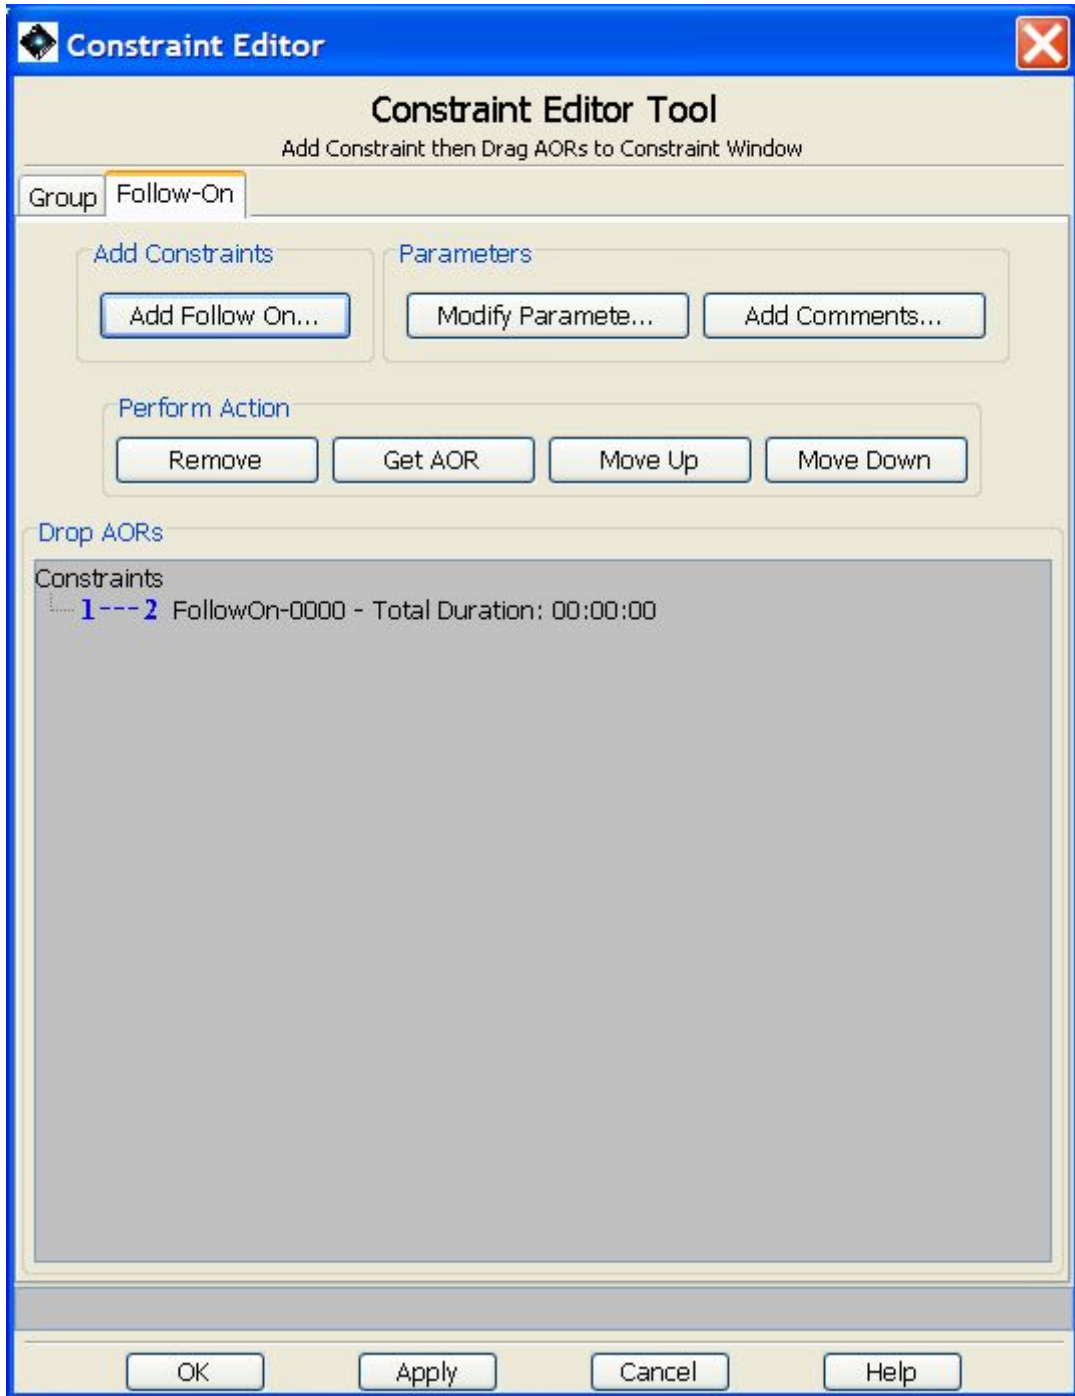 Constraint Editor
Constraint Editor Tool
Add Constraint then Drag AORs to Constraint Window
Group Follow-On
Add Constraints Parameters
Add Follow On... Modify Paramete... Add Comments...
Perform Action
Remove Get AOR Move Up Move Down
Drop AORs
Constraints
1---2 FollowOn-0000 - Total Duration: 00:00:00
OK Apply Cancel Help